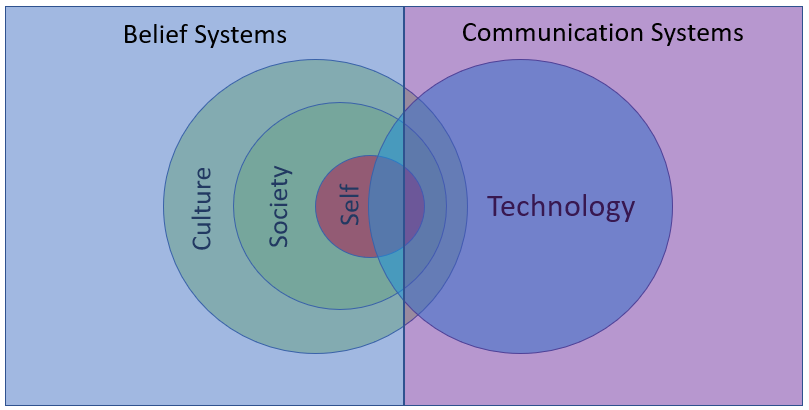 Belief Systems
Communication Systems
Culture
Society
Self
Technology